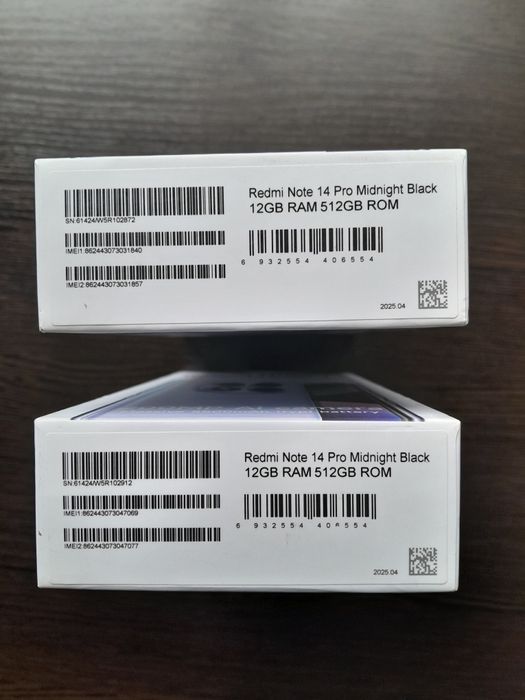 Redmi Note 14 Pro Midnight Black
12GB RAM 512GB ROM
SN:61424/W5R102872
IMEI1:862443073031840
IMEI2:862443073031857
6 932554 406554
2025.04
Redmi Note 14 Pro Midnight Black
12GB RAM 512GB ROM
SN:61424/W5R102912
IMEI1:862443073047069
IMEI2:862443073047077
6 932554 406554
2025.04